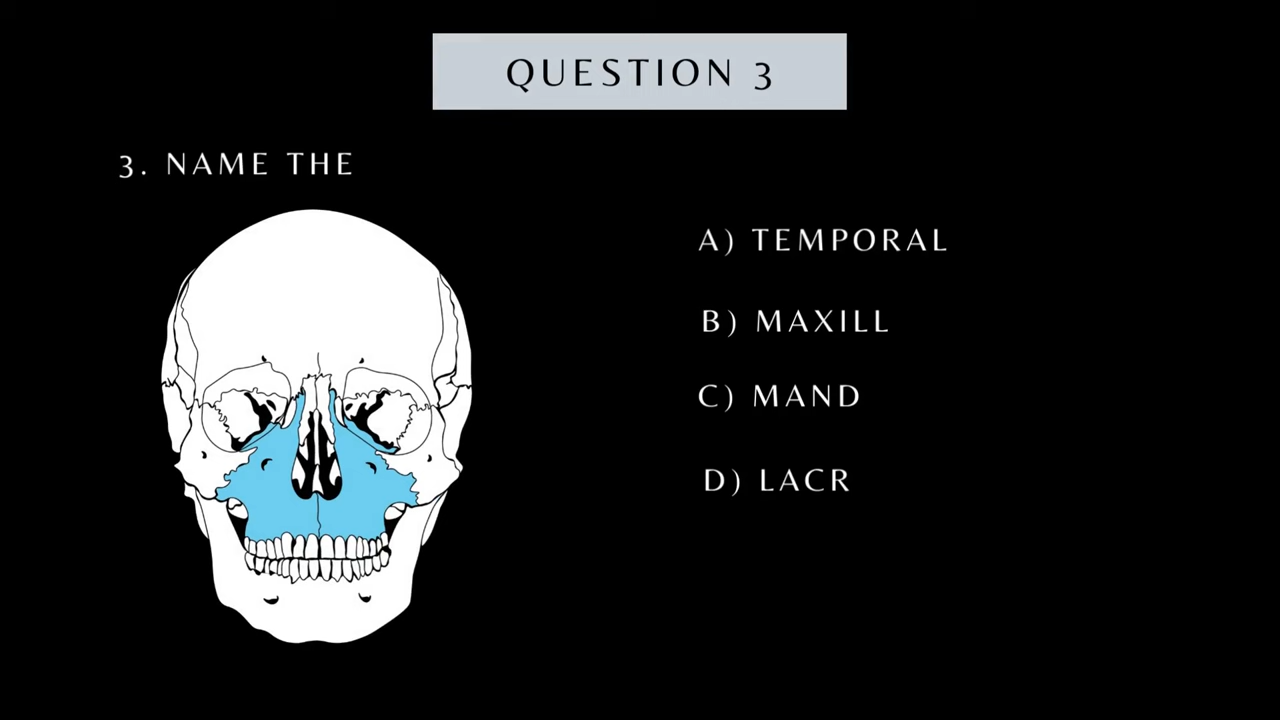 QUESTION 3
3. NAME THE
A) TEMPORAL
B) MAXILL
C) MAND
D) LACR